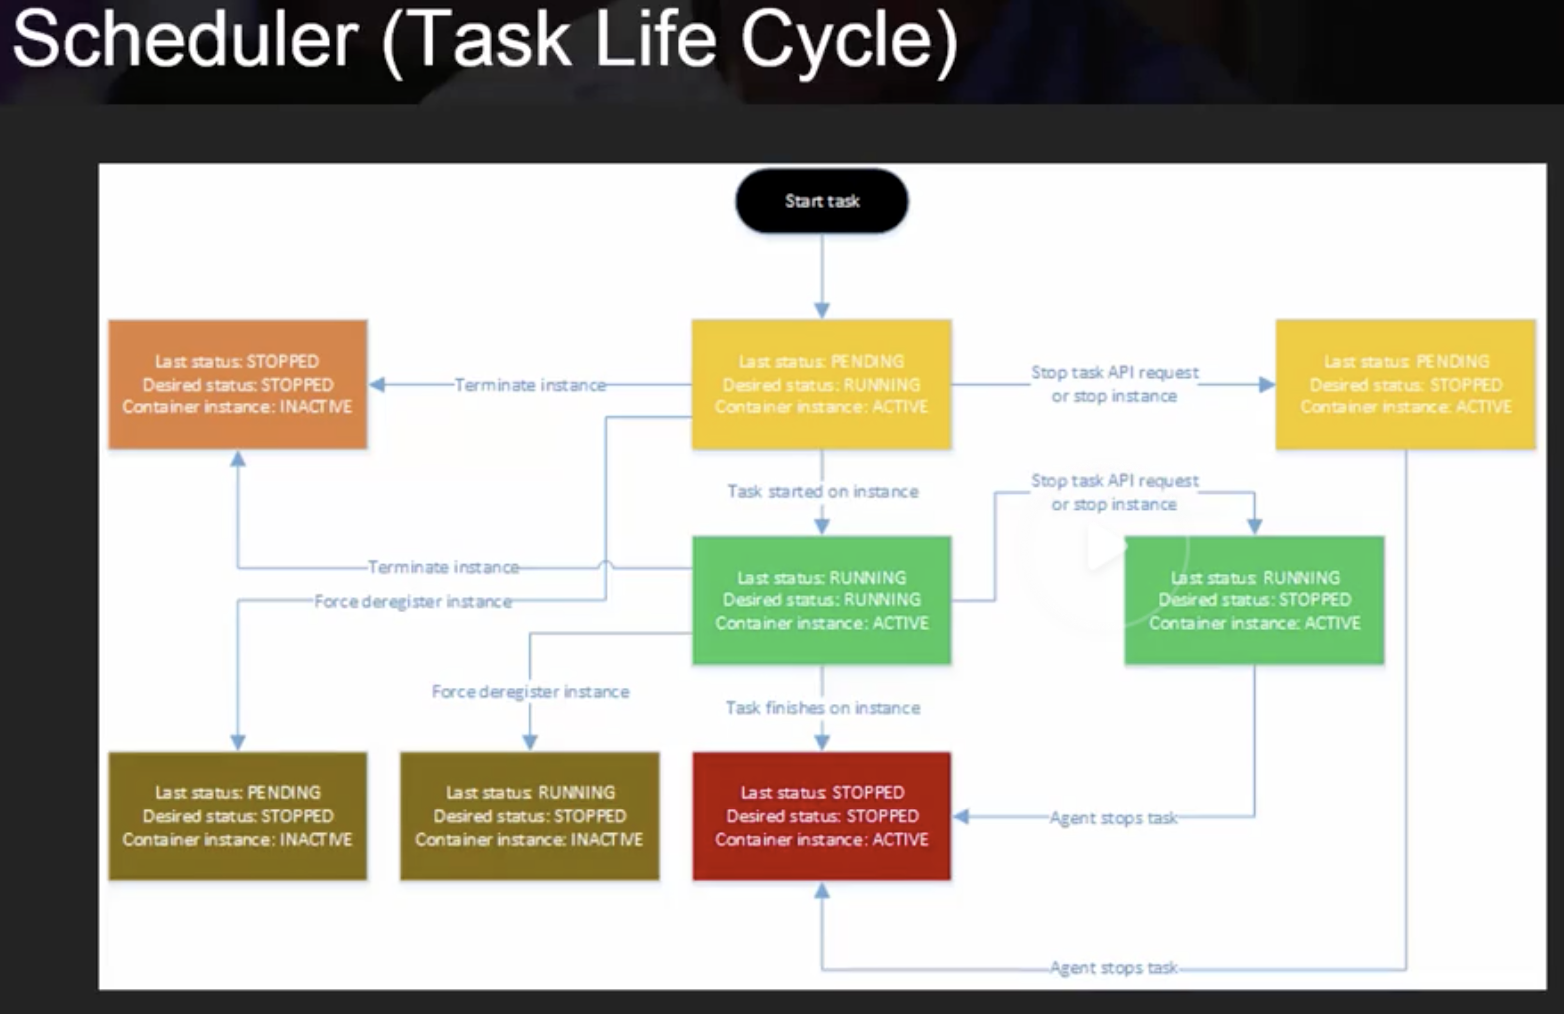 Scheduler (Task Life Cycle)
Start task
Last status: STOPPED
Desired status: STOPPED
Container instance: INACTIVE
Terminate instance
Last status: PENDING
Desired status: RUNNING
Container instance: ACTIVE
Stop task API request
or stop instance
Last status: PENDING
Desired status: STOPPED
Container instance: ACTIVE
Task started on instance
Stop task API request
or stop instance
Terminate instance
Force deregister instance
Last status: RUNNING
Desired status: RUNNING
Container instance: ACTIVE
Last status: RUNNING
Desired status: STOPPED
Container instance: ACTIVE
Force deregister instance
Task finishes on instance
Last status: PENDING
Desired status: STOPPED
Container instance: INACTIVE
Last status: RUNNING
Desired status: STOPPED
Container instance: INACTIVE
Last status: STOPPED
Desired status: STOPPED
Container instance: ACTIVE
Agent stops task
Agent stops task